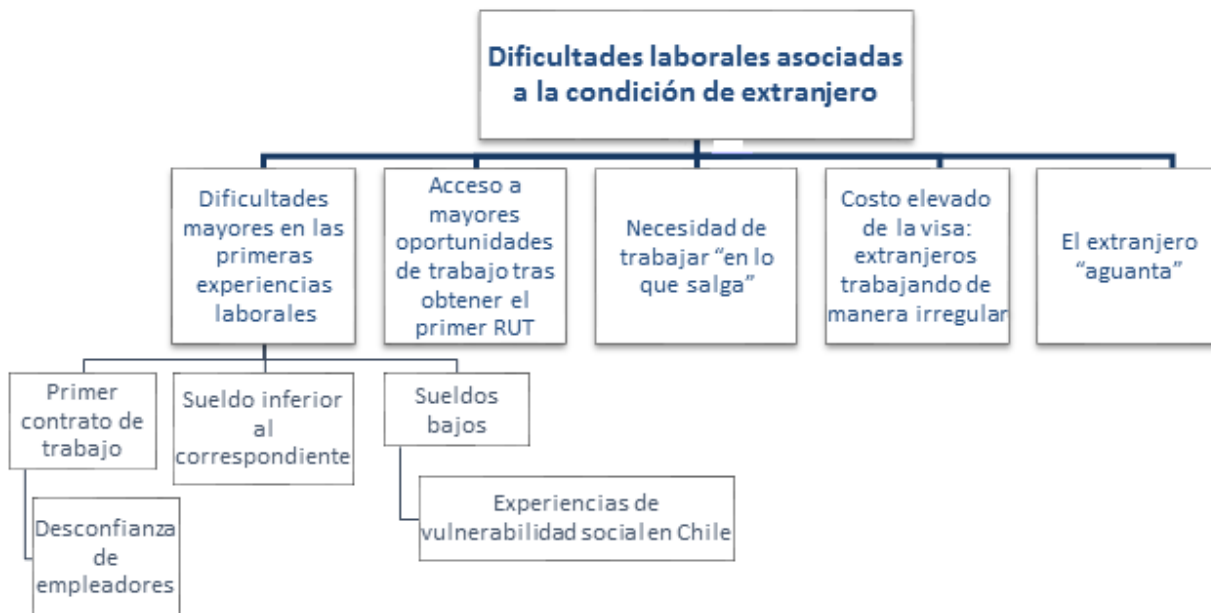 Dificultades laborales asociadas
a la condición de extranjero
Dificultades
mayores en las
primeras
experiencias
laborales
Acceso a
mayores
oportunidades
de trabajo tras
obtener el
primer RUT
Necesidad de
trabajar “en lo
que salga”
Costo elevado
de la visa:
extranjeros
trabajando de
manera irregular
El extranjero
“aguanta”
Primer
contrato de
trabajo
Sueldo inferior
al
correspondiente
Sueldos
bajos
Desconfianza
de
empleadores
Experiencias de
vulnerabilidad social en Chile